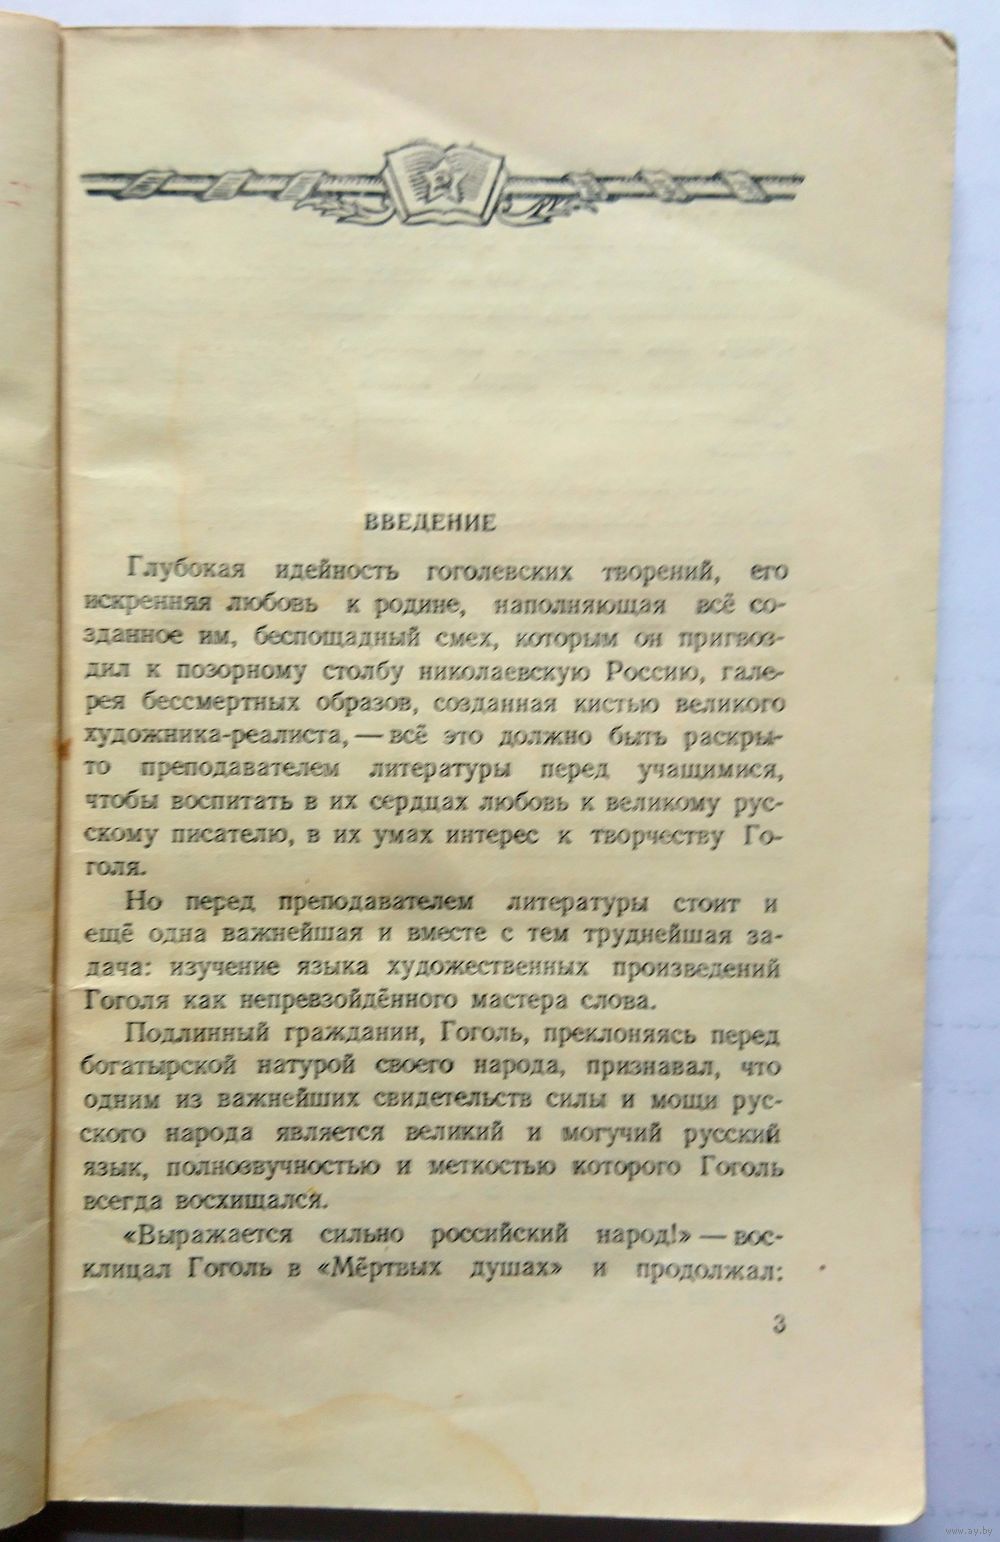 ВВЕДЕНИЕ
Глубокая идейность гоголевских творений, его
искренняя любовь к родине, наполняющая всё со-
зданное им, беспощадный смех, которым он пригвоз-
дил к позорному столбу николаевскую Россию, гале-
рея бессмертных образов, созданная кистью великого
художника-реалиста, — всё это должно быть раскры-
то преподавателем литературы перед учащимися,
чтобы воспитать в их сердцах любовь к великому рус-
скому писателю, в их умах интерес к творчеству Го-
голя.
Но перед преподавателем литературы стоит и
ещё одна важнейшая и вместе с тем труднейшая за-
дача: изучение языка художественных произведений
Гоголя как непревзойдённого мастера слова.
Подлинный гражданин, Гоголь, преклоняясь перед
богатырской натурой своего народа, признавал, что
одним из важнейших свидетельств силы и мощи рус-
ского народа является великий и могучий русский
язык, полнозвучностью и меткостью которого Гоголь
всегда восхищался.
«Выражается сильно российский народ!» — вос-
клицал Гоголь в «Мёртвых душах» и продолжал:
3
www.ay.by